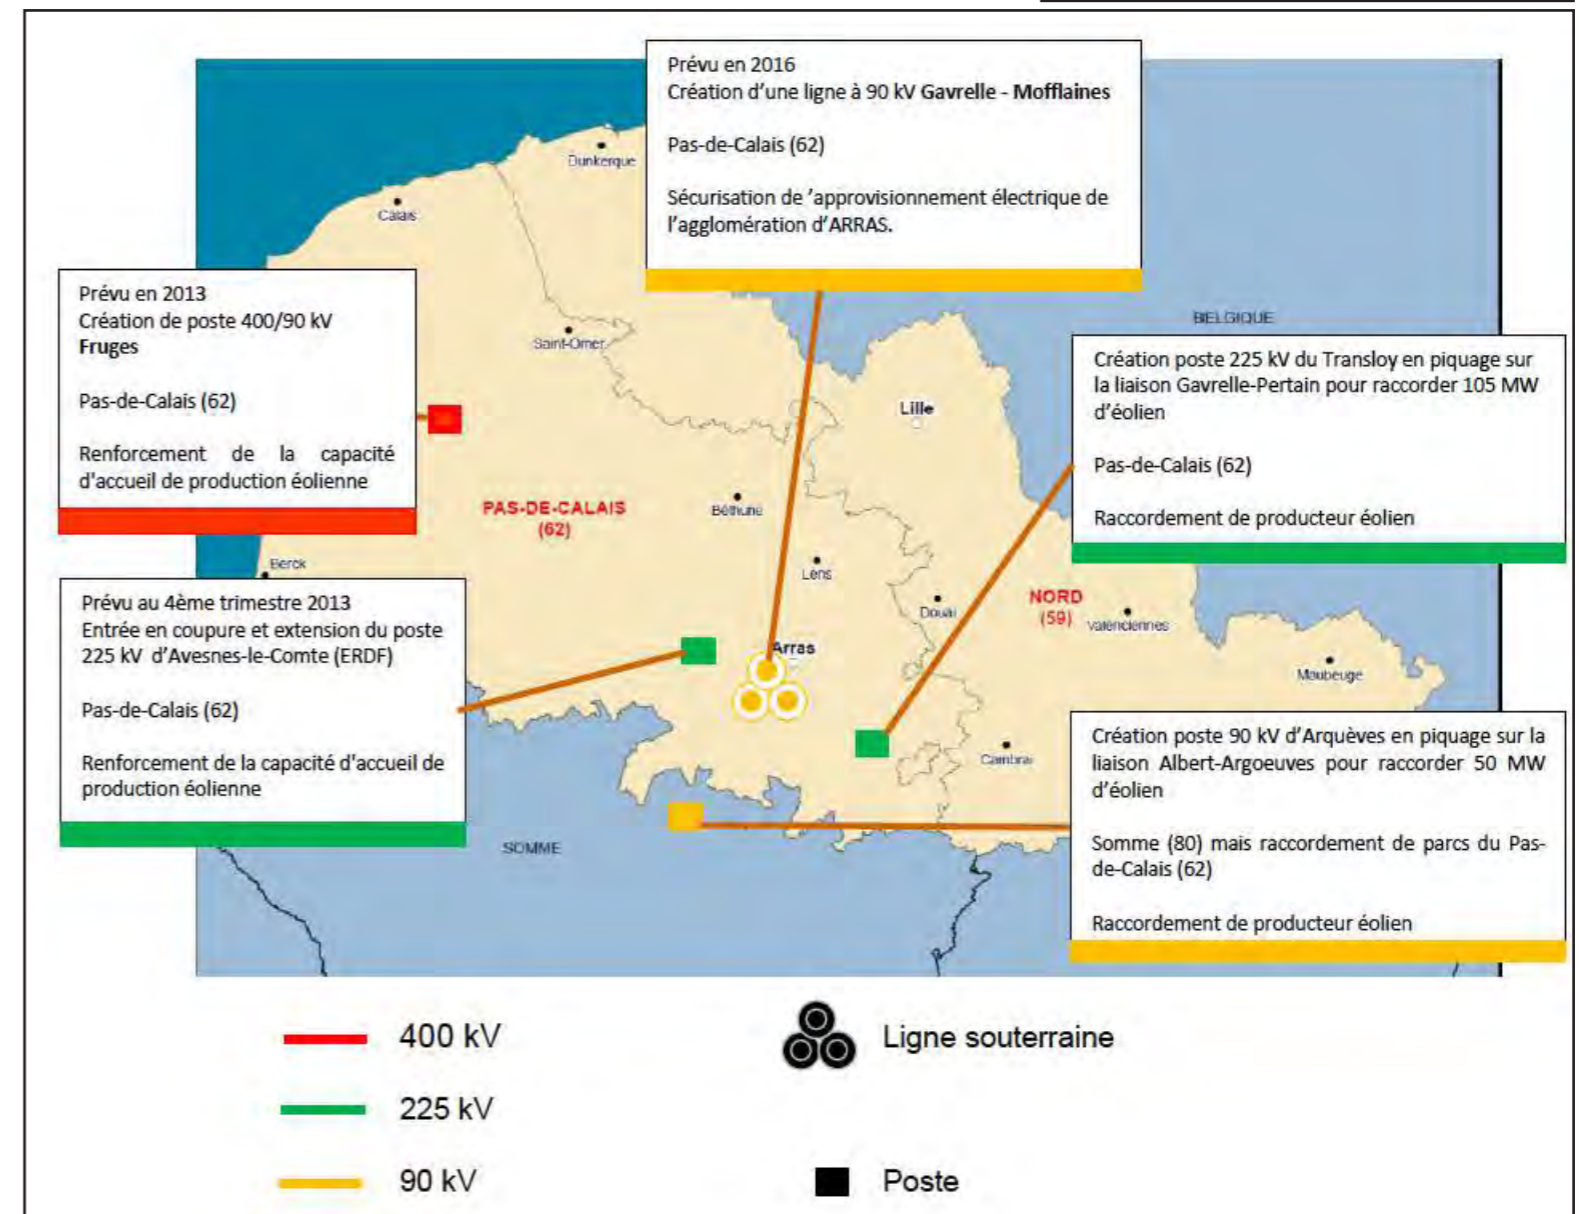 Prévu en 2016
Création d’une ligne à 90 kV Gavrelle - Mofflaines
Pas-de-Calais (62)
Sécurisation de ’approvisionnement électrique de
l’agglomération d’ARRAS.
Dunkerque
Calais
Prévu en 2013
Création de poste 400/90 kV
Fruges
Pas-de-Calais (62)
Renforcement de la capacité
d'accueil de production éolienne
Saint-Omer
BELGIQUE
Création poste 225 kV du Transloy en piquage sur
la liaison Gavrelle-Pertain pour raccorder 105 MW
d’éolien
Pas-de-Calais (62)
Raccordement de producteur éolien
Lille
PAS-DE-CALAIS
(62)
Béthune
Lens
Berck
Douai
NORD
(59)
Valenciennes
Arras
Maubeuge
Prévu au 4ème trimestre 2013
Entrée en coupure et extension du poste
225 kV d’Avesnes-le-Comte (ERDF)
Pas-de-Calais (62)
Renforcement de la capacité d'accueil de
production éolienne
Cambrai
Création poste 90 kV d’Arquèves en piquage sur la
liaison Albert-Argoeuves pour raccorder 50 MW
d’éolien
Somme (80) mais raccordement de parcs du Pas-
de-Calais (62)
Raccordement de producteur éolien
SOMME
400 kV
Ligne souterraine
225 kV
90 kV
Poste